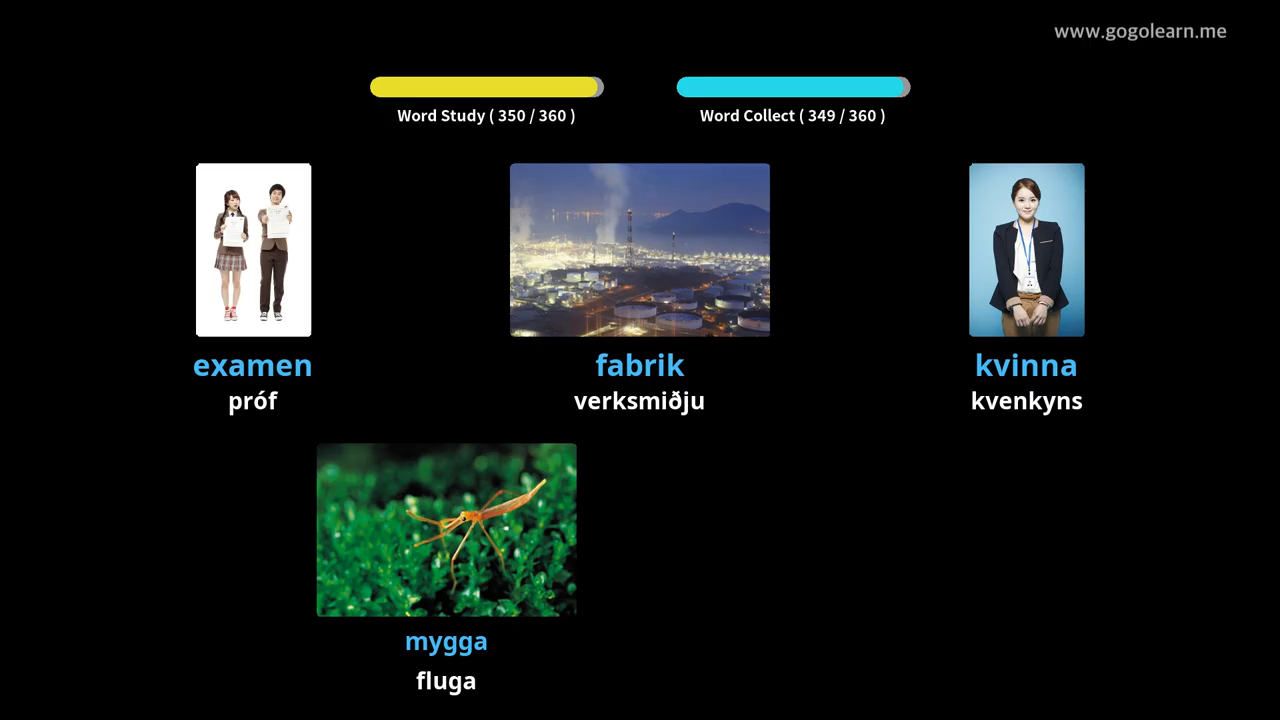 www.gogolearn.me
Word Study ( 350 / 360 )
Word Collect ( 349 / 360 )
examen
próf
fabrik
verksmiðju
kvinna
kvenkyns
mygga
fluga